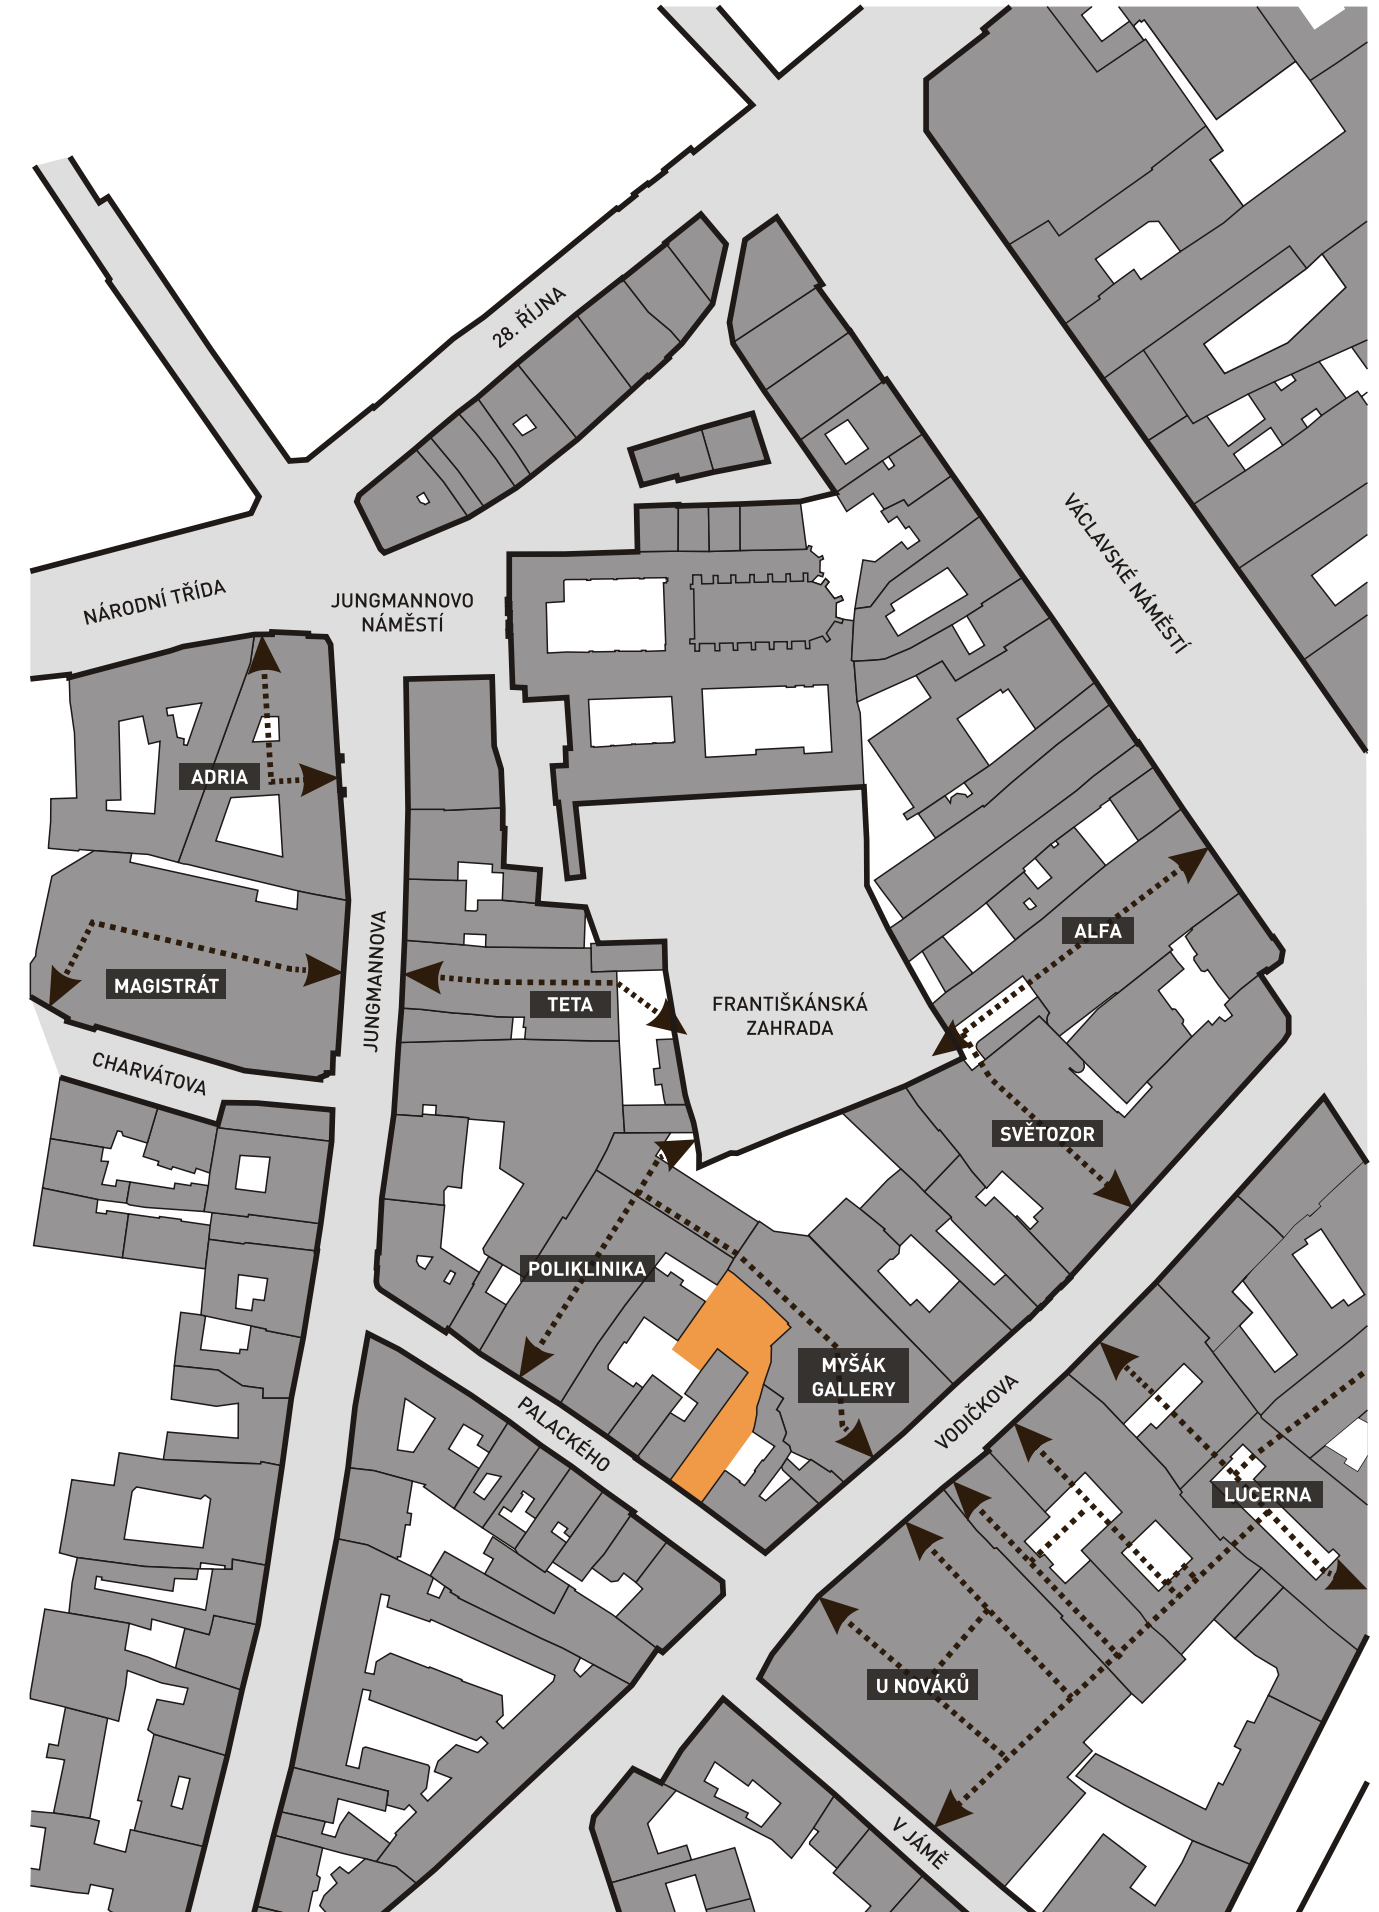 28. ŘÍJNA
VÁCLAVSKÉ NÁMĚSTÍ
NÁRODNÍ TŘÍDA
JUNGMANNOVO
NÁMĚSTÍ
ADRIA
ALFA
JUNGMANNOVA
MAGISTRÁT
TETA
FRANTIŠKÁNSKÁ
ZAHRADA
CHARVÁTOVA
SVĚTOZOR
POLIKLINIKA
MYŠÁK
GALLERY
PALACKÉHO
VODIČKOVA
LUCERNA
U NOVÁKŮ
V JÁMĚ